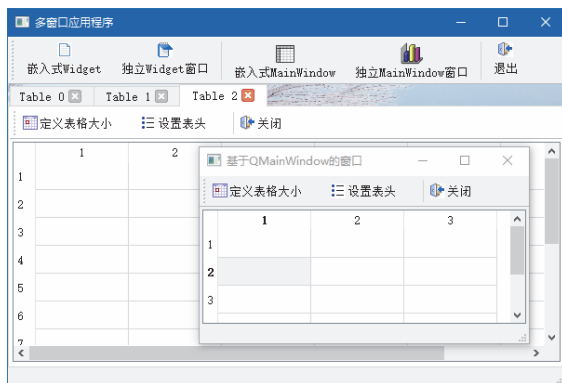 多窗口应用程序
嵌入式Widget 独立Widget窗口 嵌入式MainWindow 独立MainWindow窗口 退出
Table 0 Table 1 Table 2
定义表格大小 设置表头 关闭
1 2
1
2
3
4
5
6
7
基于QMainWindow的窗口
定义表格大小 设置表头 关闭
1 2 3
1
2
3